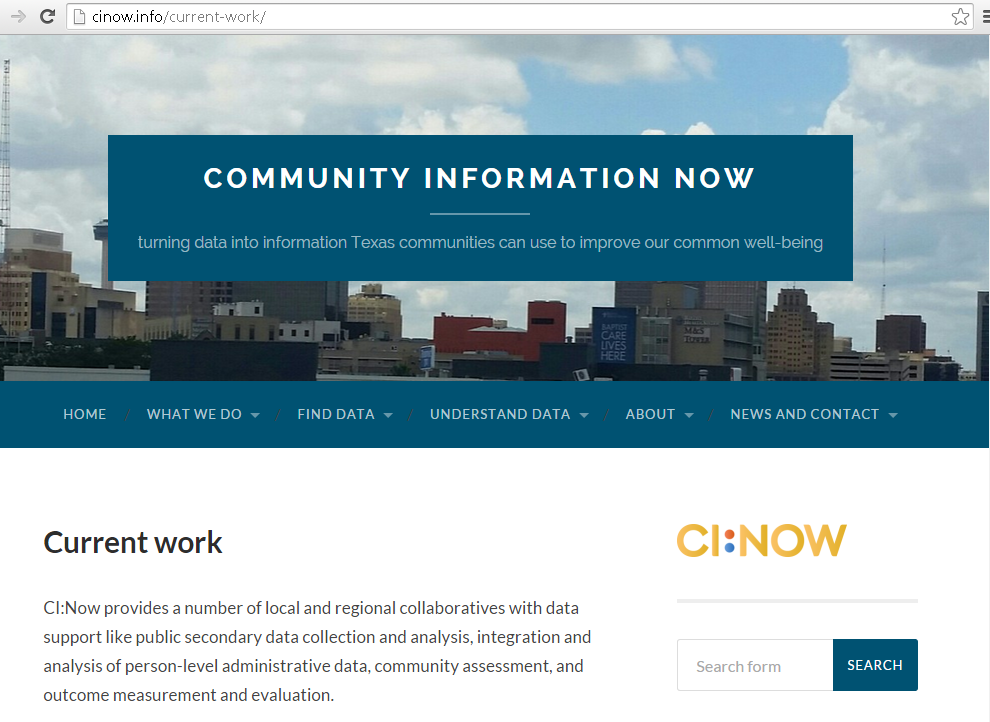 cinow.info/current-work/
COMMUNITY INFORMATION NOW
turning data into information Texas communities can use to improve our common well-being
BAPTIST
CARE
LIVES
HERE
M&S
TOWER
HOME / WHAT WE DO / FIND DATA / UNDERSTAND DATA / ABOUT / NEWS AND CONTACT
Current work
CI:NOW
CI:Now provides a number of local and regional collaboratives with data
support like public secondary data collection and analysis, integration and
analysis of person-level administrative data, community assessment, and
outcome measurement and evaluation.
Search form
SEARCH